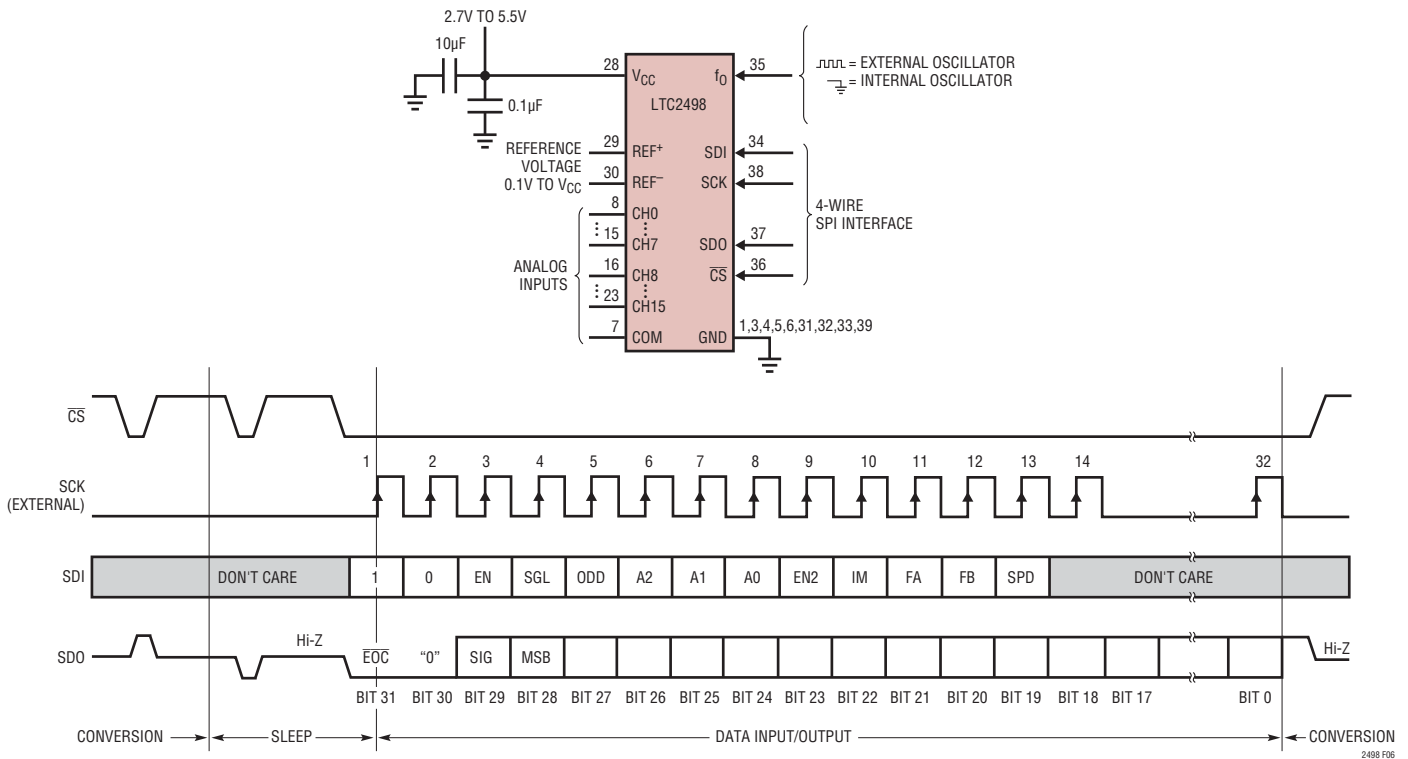 2.7V TO 5.5V
10µF
0.1µF
28
VCC
LTC2498
fO
35
= EXTERNAL OSCILLATOR
= INTERNAL OSCILLATOR
REFERENCE
VOLTAGE
0.1V TO VCC
29
REF+
30
REF–
SDI
34
SCK
38
4-WIRE
SPI INTERFACE
SDO
37
CS
36
ANALOG
INPUTS
8
CH0
15
CH7
16
CH8
23
CH15
7
COM
GND
1,3,4,5,6,31,32,33,39
CS
1 2 3 4 5 6 7 8 9 10 11 12 13 14 32
SCK
(EXTERNAL)
SDI DON'T CARE 1 0 EN SGL ODD A2 A1 A0 EN2 IM FA FB SPD DON'T CARE
SDO Hi-Z EOC “0” SIG MSB Hi-Z
BIT 31 BIT 30 BIT 29 BIT 28 BIT 27 BIT 26 BIT 25 BIT 24 BIT 23 BIT 22 BIT 21 BIT 20 BIT 19 BIT 18 BIT 17 BIT 0
CONVERSION SLEEP DATA INPUT/OUTPUT CONVERSION
2498 F06